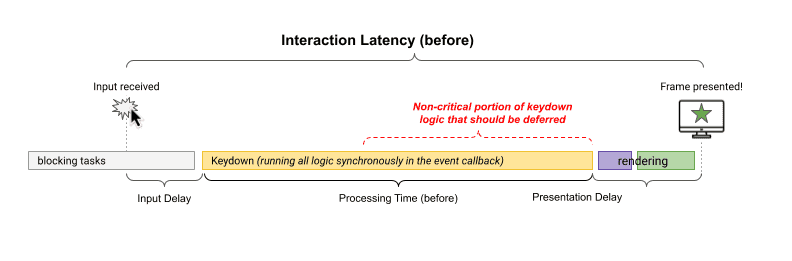 Interaction Latency (before)
Input received
Frame presented!
Non-critical portion of keydown
logic that should be deferred
blocking tasks
Keydown (running all logic synchronously in the event callback)
rendering
Input Delay
Processing Time (before)
Presentation Delay